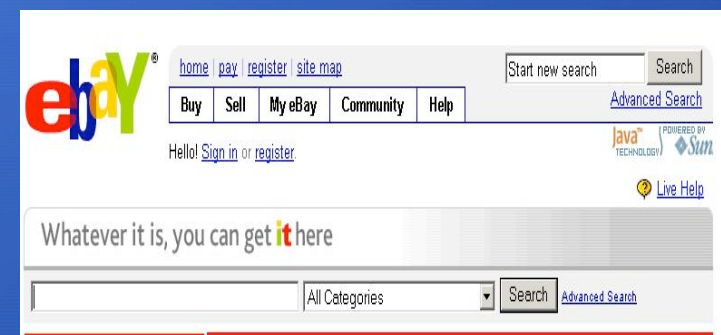 ebaY®
home | pay | register | site map
Start new search
Search
Buy
Sell
My eBay
Community
Help
Advanced Search
Hello! Sign in or register.
Java™ TECHNOLOGY
POWERED BY Sun
Live Help
Whatever it is, you can get it here
All Categories
Search
Advanced Search